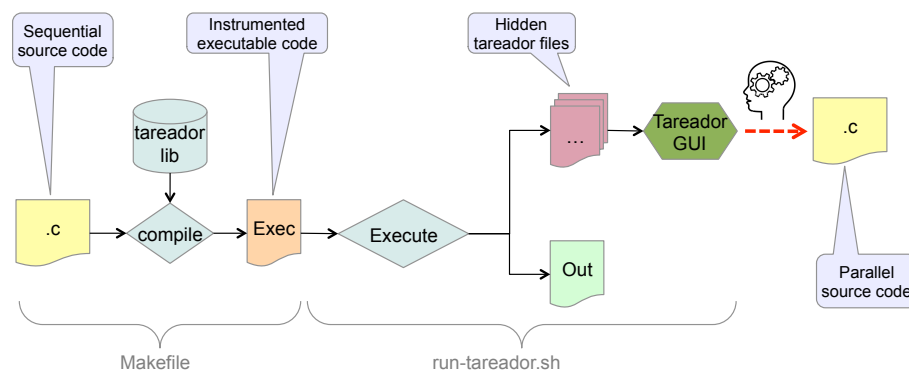 Sequential
source code
Instrumented
executable code
Hidden
tareador files
tareador
lib
...
Tareador
GUI
.c
.c
compile
Exec
Execute
Out
Parallel
source code
Makefile
run-tareador.sh